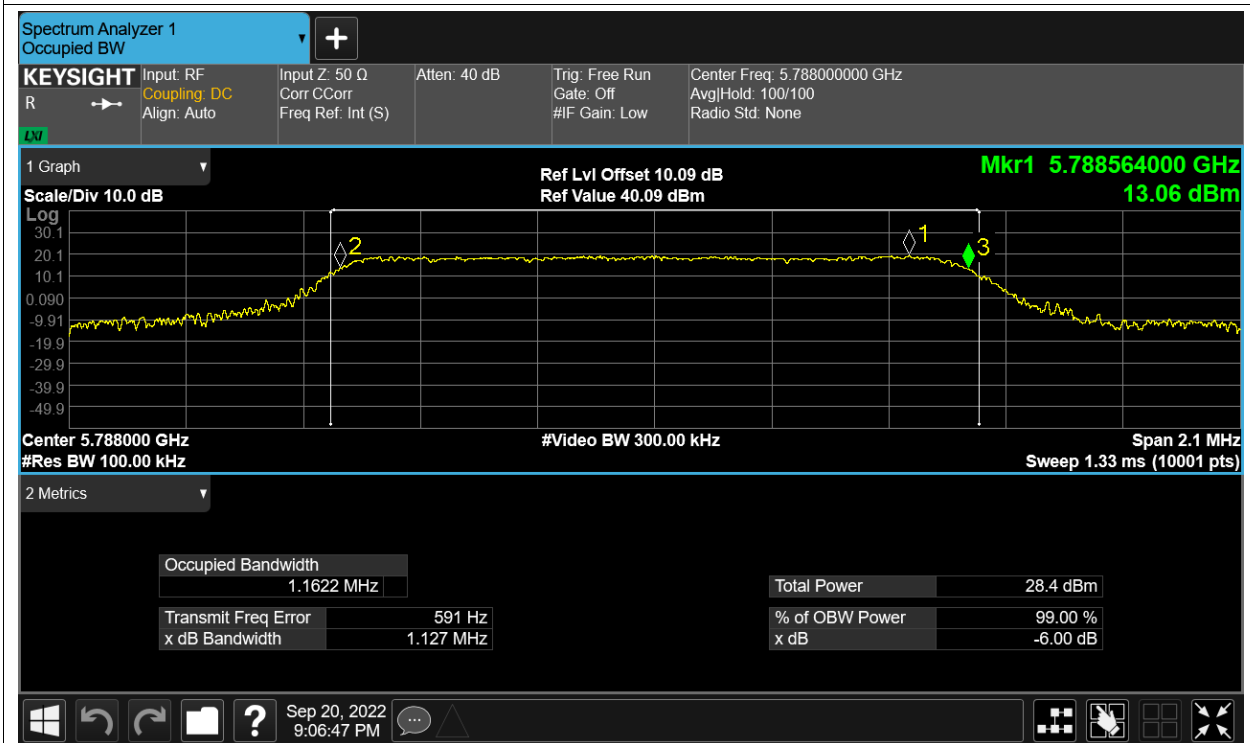 Spectrum Analyzer 1
Occupied BW
KEYSIGHT
R
LXI
Input: RF
Coupling: DC
Align: Auto
Input Z: 50 Ω
Corr CCorr
Freq Ref: Int (S)
Atten: 40 dB
Trig: Free Run
Gate: Off
#IF Gain: Low
Center Freq: 5.788000000 GHz
Avg|Hold: 100/100
Radio Std: None
1 Graph
Scale/Div 10.0 dB
Ref Lvl Offset 10.09 dB
Ref Value 40.09 dBm
Mkr1 5.788564000 GHz
13.06 dBm
Log
30.1
20.1
10.1
0.090
-9.91
-19.9
-29.9
-39.9
-49.9
2
1
3
Center 5.788000 GHz
#Res BW 100.00 kHz
#Video BW 300.00 kHz
Span 2.1 MHz
Sweep 1.33 ms (10001 pts)
2 Metrics
Occupied Bandwidth
1.1622 MHz
Transmit Freq Error 591 Hz
x dB Bandwidth 1.127 MHz
Total Power 28.4 dBm
% of OBW Power 99.00 %
x dB -6.00 dB
?
Sep 20, 2022
9:06:47 PM